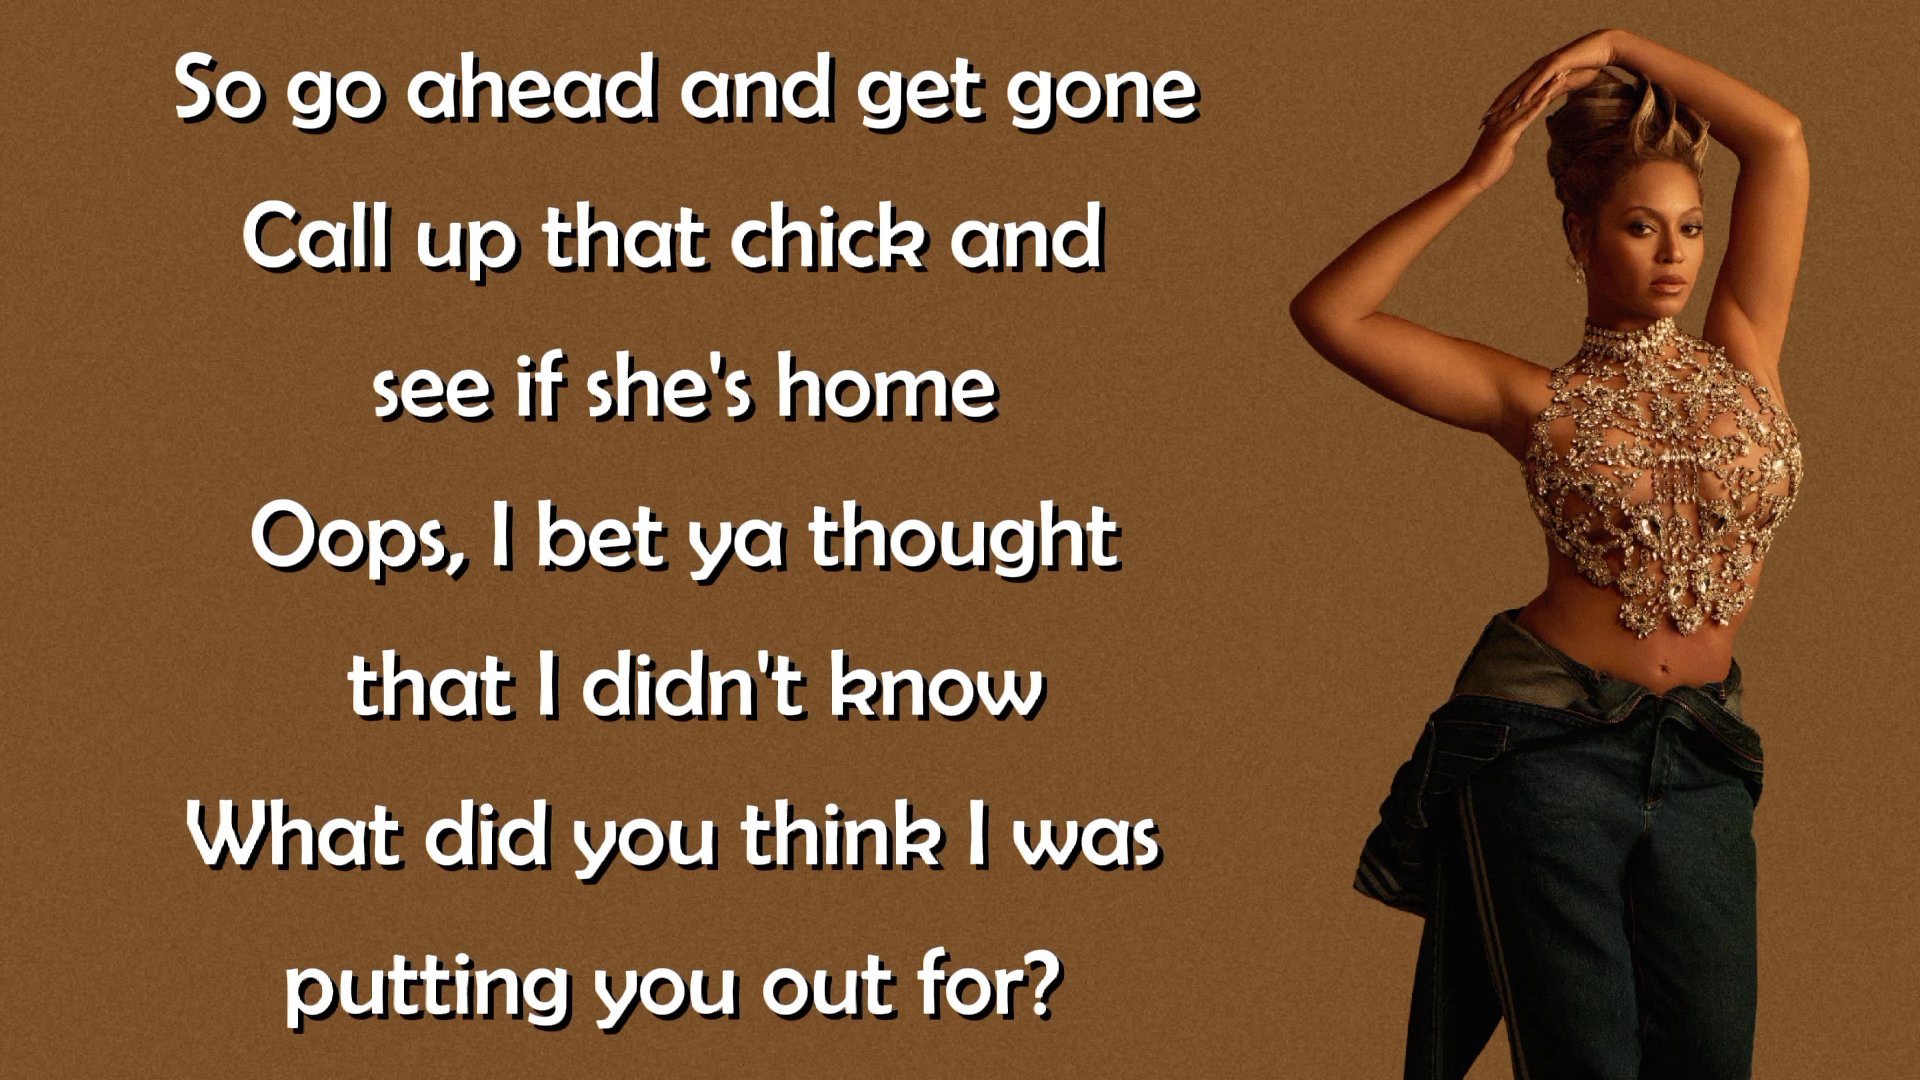 So go ahead and get gone
Call up that chick and
see if she's home
Oops, I bet ya thought
that I didn't know
What did you think I was
putting you out for?